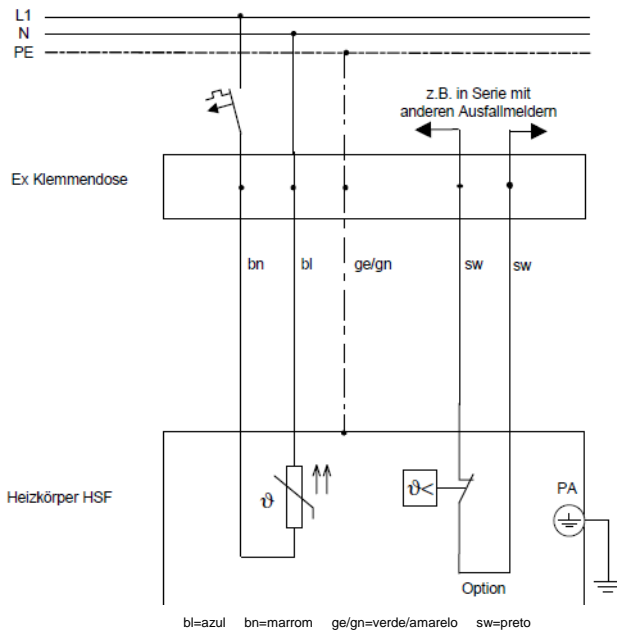 L1
N
PE
z.B. in Serie mit
anderen Ausfallmeldern
Ex Klemmendose
bn
bl
ge/gn
sw
sw
Heizkörper HSF
ϑ
ϑ<
PA
Option
bl=azul bn=marrom ge/gn=verde/amarelo sw=preto